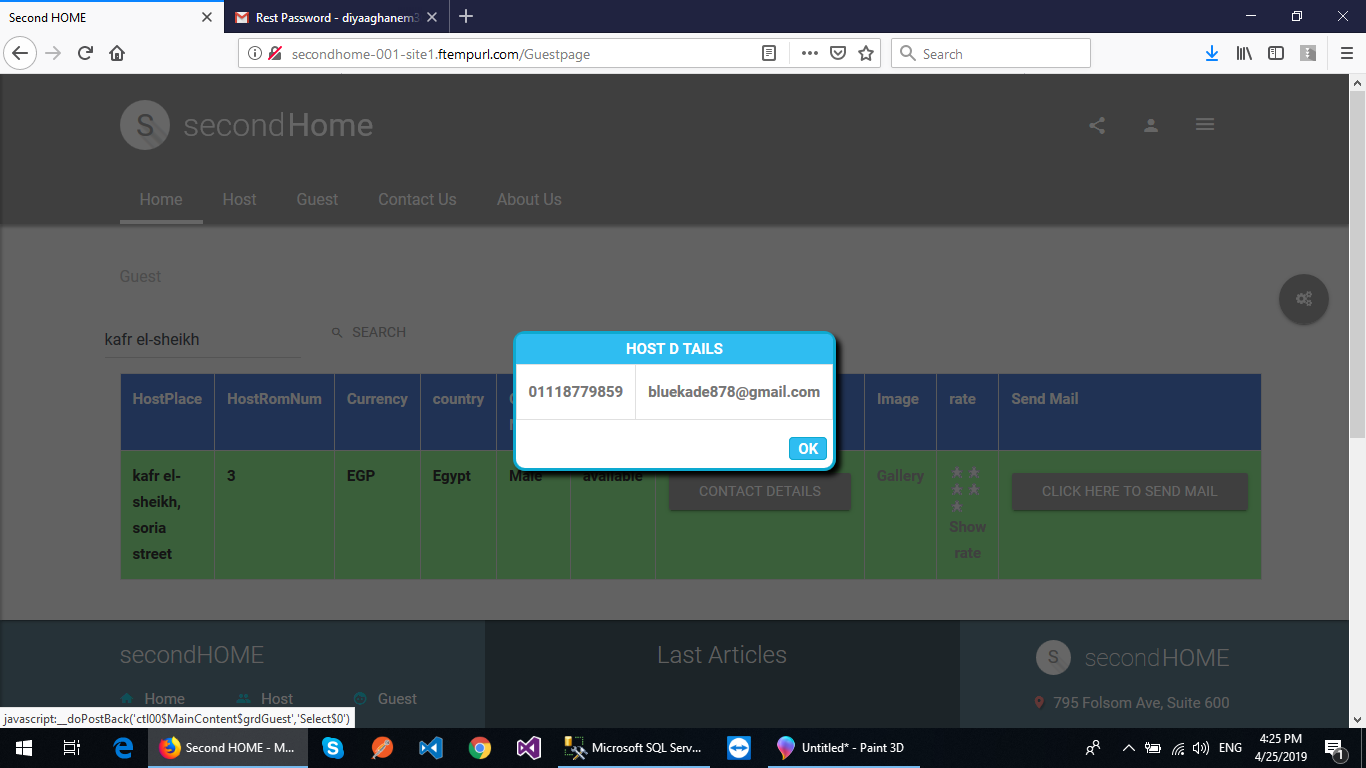 Second HOME
Rest Password - diyaaghanem3
secondhome-001-site1.ftempurl.com/Guestpage
Search
S
secondHome
Home Host Guest Contact Us About Us
Guest
kafr el-sheikh
SEARCH
HOST D TAILS
01118779859 bluekade878@gmail.com
OK
HostPlace HostRomNum Currency country Image rate Send Mail
kafr el-
sheikh,
soria
street
3 EGP Egypt Male available CONTACT DETAILS Gallery
Show
rate
CLICK HERE TO SEND MAIL
secondHOME
Home Host Guest
Last Articles
S
secondHOME
795 Folsom Ave, Suite 600
javascript:__doPostBack('ctl00$MainContent$grdGuest','Select$0')
Second HOME - M...
Microsoft SQL Serv...
Untitled* - Paint 3D
ENG
4:25 PM
4/25/2019
1